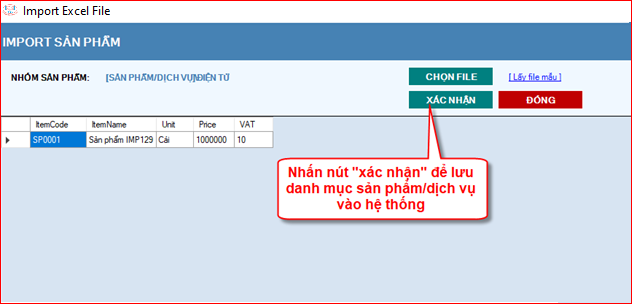 Import Excel File
IMPORT SẢN PHẨM
NHÓM SẢN PHẨM: [SẢN PHẨM/DỊCH VỤ]ĐIỆN TỬ
CHỌN FILE [ Lấy file mẫu ]
XÁC NHẬN ĐÓNG
ItemCode ItemName Unit Price VAT
SP0001 Sản phẩm IMP129 Cái 1000000 10
Nhấn nút "xác nhận" để lưu
danh mục sản phẩm/dịch vụ
vào hệ thống